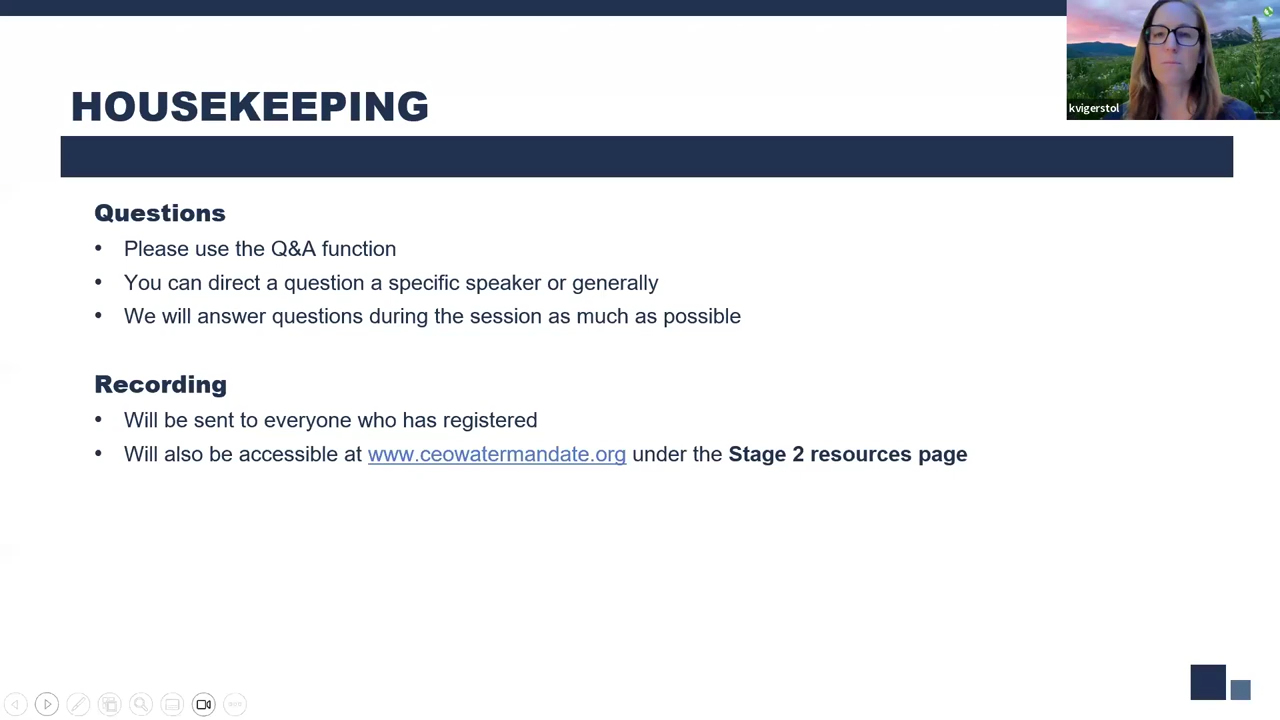 HOUSEKEEPING
kvigerstol
Questions
• Please use the Q&A function
• You can direct a question a specific speaker or generally
• We will answer questions during the session as much as possible
Recording
• Will be sent to everyone who has registered
• Will also be accessible at www.ceowatermandate.org under the Stage 2 resources page